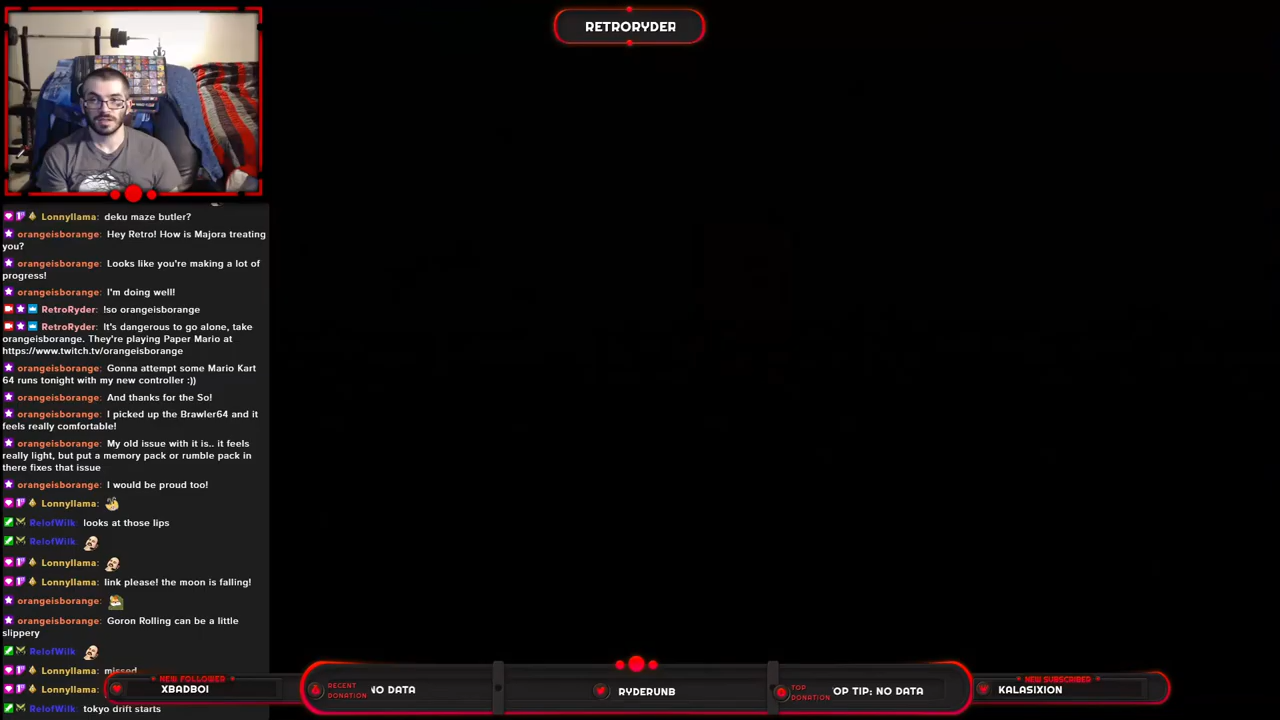 RETRORYDER
Lonnyllama: deku maze butler?
orangeisborange: Hey Retro! How is Majora treating
you?
orangeisborange: Looks like you're making a lot of
progress!
orangeisborange: I'm doing well!
RetroRyder: !so orangeisborange
RetroRyder: It's dangerous to go alone, take
orangeisborange. They're playing Paper Mario at
https://www.twitch.tv/orangeisborange
orangeisborange: Gonna attempt some Mario Kart
64 runs tonight with my new controller :))
orangeisborange: And thanks for the So!
orangeisborange: I picked up the Brawler64 and it
feels really comfortable!
orangeisborange: My old issue with it is.. it feels
really light, but put a memory pack or rumble pack in
there fixes that issue
orangeisborange: I would be proud too!
Lonnyllama:
RelofWilk: looks at those lips
RelofWilk:
Lonnyllama:
Lonnyllama: link please! the moon is falling!
orangeisborange:
orangeisborange: Goron Rolling can be a little
slippery
RelofWilk:
Lonnyllama: missed
Lonnyllama:
RelofWilk: tokyo drift starts
NEW FOLLOWER
XBADBOI
RECENT
DONATION
NO DATA
RYDERUNB
TOP
DONATION
OP TIP: NO DATA
NEW SUBSCRIBER
KALASIXION